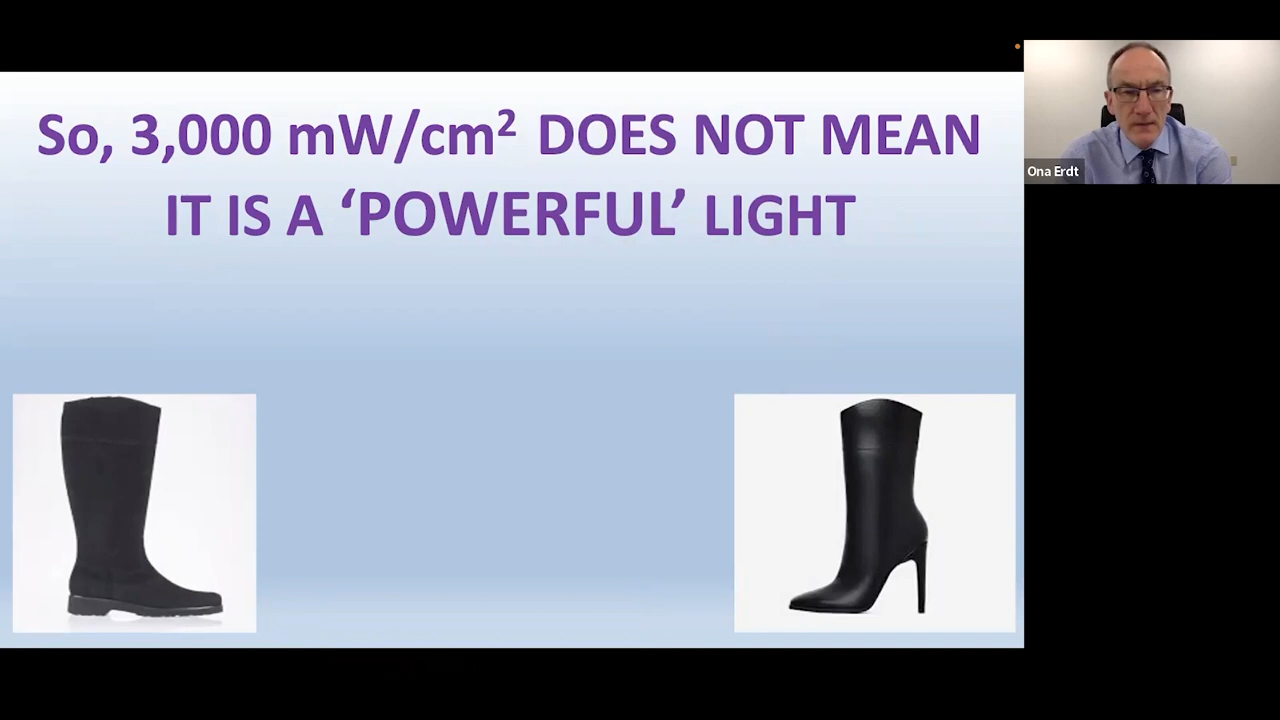 So, 3,000 mW/cm² DOES NOT MEAN
IT IS A ‘POWERFUL’ LIGHT
Ona Erdt